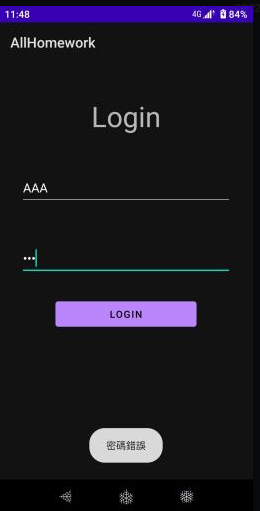 11:48 4G 84%
AllHomework
Login
AAA
•••
LOGIN
密碼錯誤